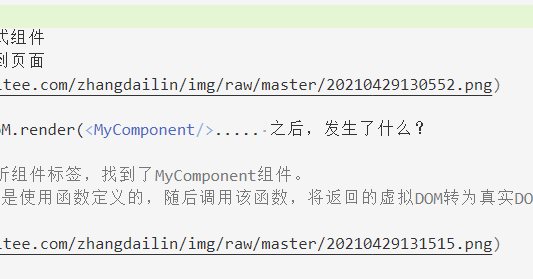 式组件
到页面
itee.com/zhangdailin/img/raw/master/20210429130552.png)
OM.render(<MyComponent/>......之后，发生了什么？
析组件标签，找到了MyComponent组件。
是使用函数定义的，随后调用该函数，将返回的虚拟DOM转为真实DO
itee.com/zhangdailin/img/raw/master/20210429131515.png)